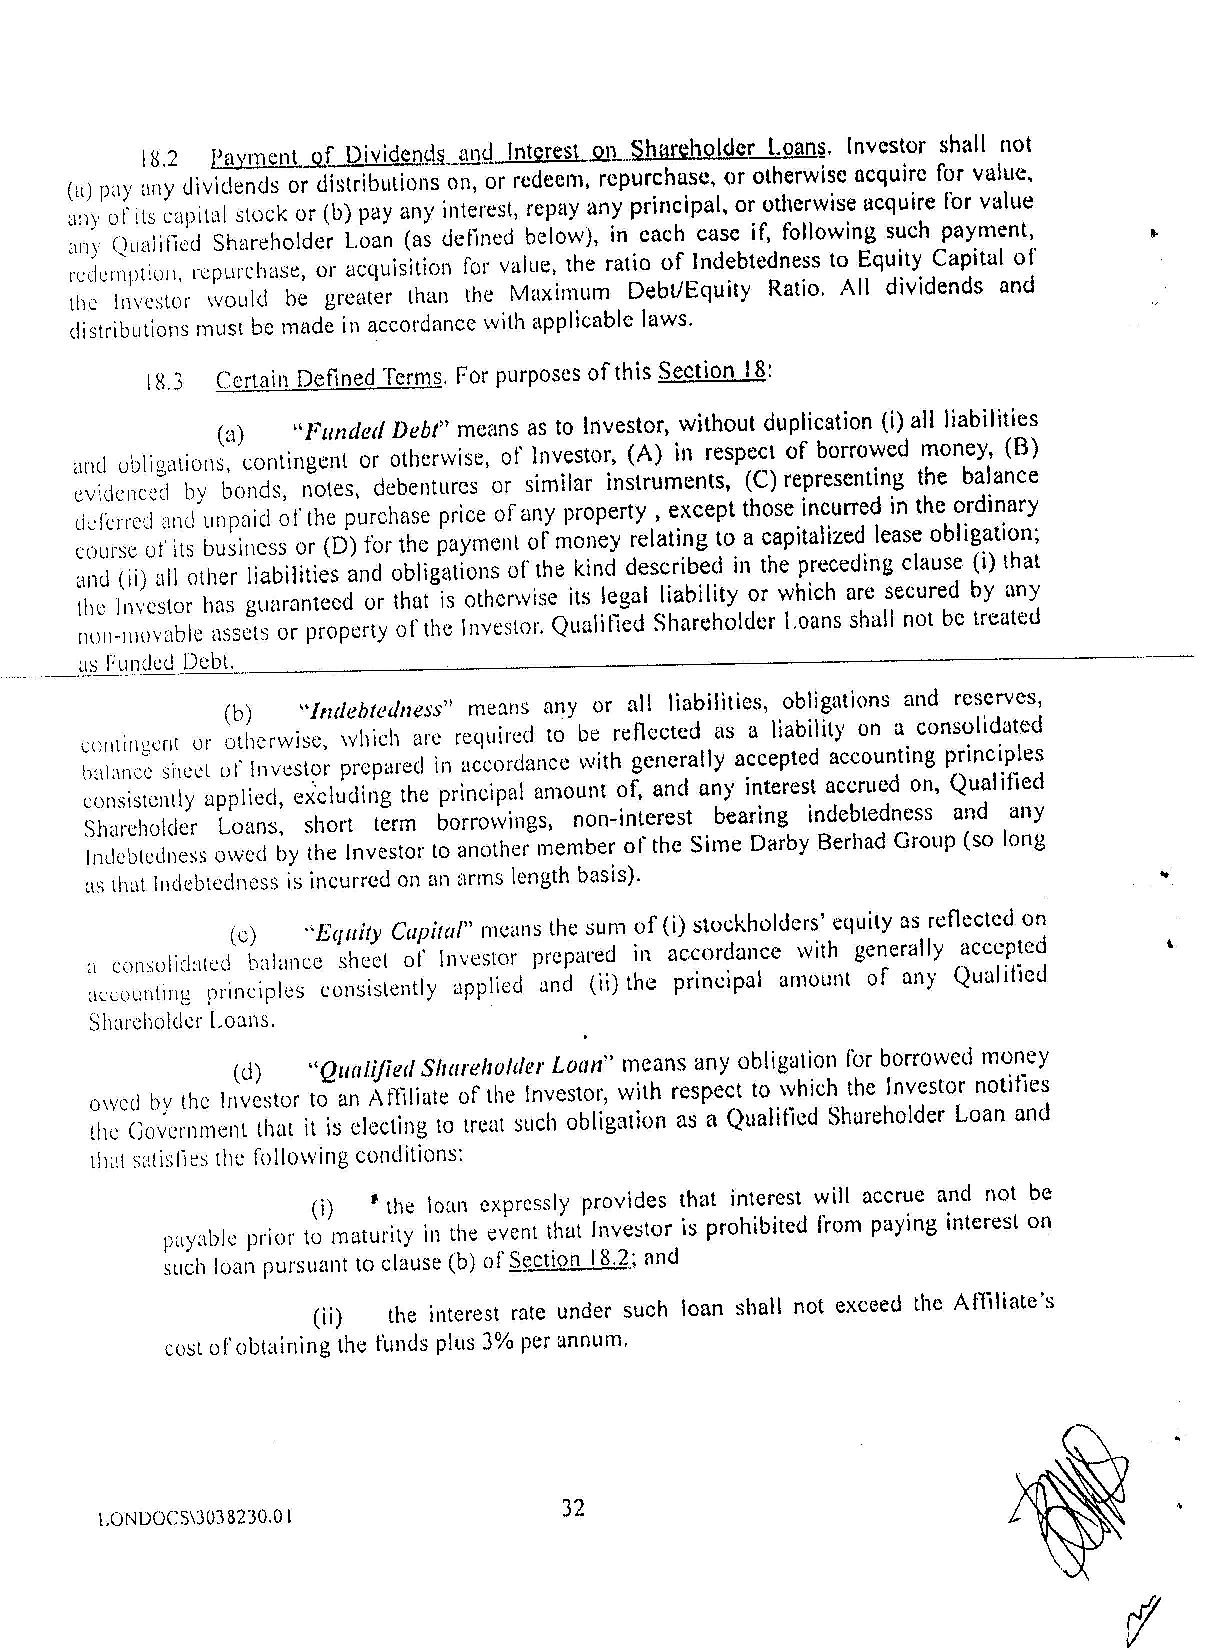 18.2 Payment of Dividends and Interest on Shareholder Loans. Investor shall not
(a) pay any dividends or distributions on, or redeem, repurchase, or otherwise acquire for value,
any of its capital stock or (b) pay any interest, repay any principal, or otherwise acquire for value
any Qualified Shareholder Loan (as defined below), in each case if, following such payment,
redemption, repurchase, or acquisition for value, the ratio of Indebtedness to Equity Capital of
the Investor would be greater than the Maximum Debt/Equity Ratio. All dividends and
distributions must be made in accordance with applicable laws.
18.3 Certain Defined Terms. For purposes of this Section 18:
(a) "Funded Debt" means as to Investor, without duplication (i) all liabilities
and obligations, contingent or otherwise, of Investor, (A) in respect of borrowed money, (B)
evidenced by bonds, notes, debentures or similar instruments, (C) representing the balance
deferred and unpaid of the purchase price of any property , except those incurred in the ordinary
course of its business or (D) for the payment of money relating to a capitalized lease obligation;
and (ii) all other liabilities and obligations of the kind described in the preceding clause (i) that
the Investor has guaranteed or that is otherwise its legal liability or which are secured by any
non-movable assets or property of the Investor. Qualified Shareholder Loans shall not be treated
as Funded Debt.
(b) "Indebtedness" means any or all liabilities, obligations and reserves,
contingent or otherwise, which are required to be reflected as a liability on a consolidated
balance sheet of Investor prepared in accordance with generally accepted accounting principles
consistently applied, excluding the principal amount of, and any interest accrued on, Qualified
Shareholder Loans, short term borrowings, non-interest bearing indebtedness and any
Indebtedness owed by the Investor to another member of the Sime Darby Berhad Group (so long
as that Indebtedness is incurred on an arms length basis).
(c) "Equity Capital" means the sum of (i) stockholders' equity as reflected on
a consolidated balance sheet of Investor prepared in accordance with generally accepted
accounting principles consistently applied and (ii) the principal amount of any Qualified
Shareholder Loans.
(d) "Qualified Shareholder Loan" means any obligation for borrowed money
owed by the Investor to an Affiliate of the Investor, with respect to which the Investor notifies
the Government that it is electing to treat such obligation as a Qualified Shareholder Loan and
that satisfies the following conditions:
(i) the loan expressly provides that interest will accrue and not be
payable prior to maturity in the event that Investor is prohibited from paying interest on
such loan pursuant to clause (b) of Section 18.2; and
(ii) the interest rate under such loan shall not exceed the Affiliate's
cost of obtaining the funds plus 3% per annum.
LONDOCS\3038230.01
32